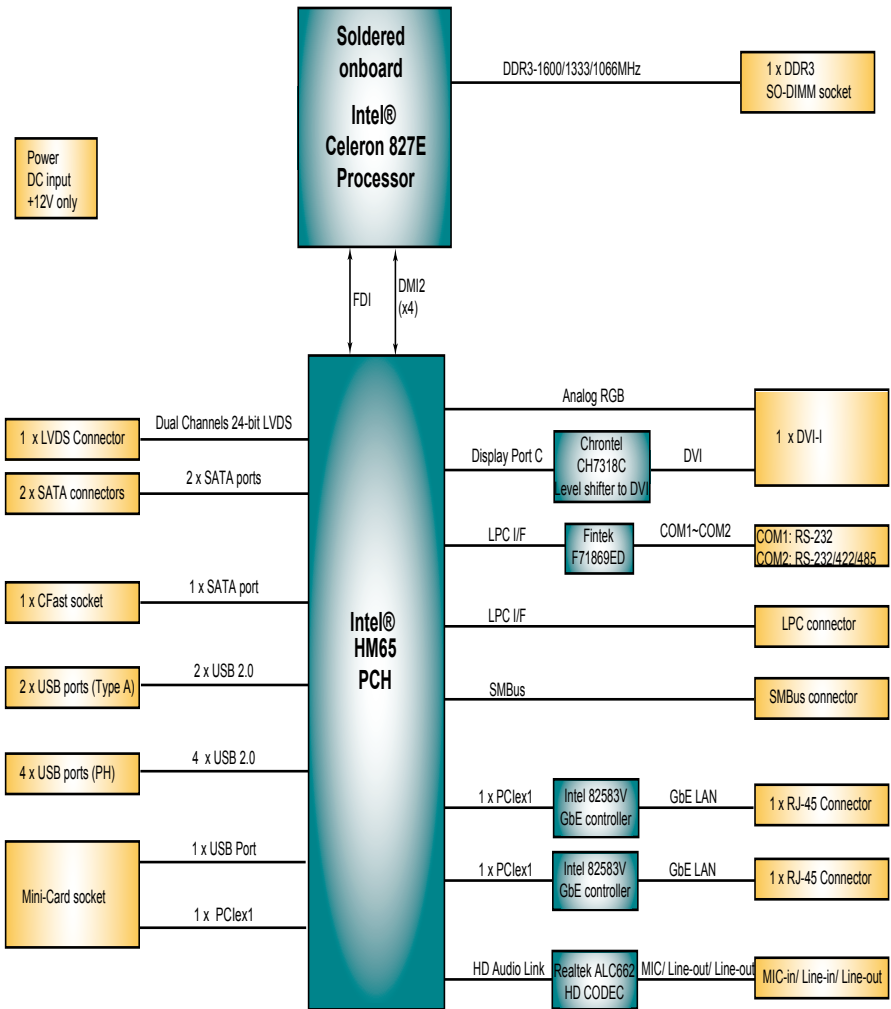 Soldered
onboard
Intel®
Celeron 827E
Processor
DDR3-1600/1333/1066MHz
1 x DDR3
SO-DIMM socket
Power
DC input
+12V only
FDI
DMI2
(x4)
Intel®
HM65
PCH
1 x LVDS Connector
Dual Channels 24-bit LVDS
2 x SATA connectors
2 x SATA ports
1 x CFast socket
1 x SATA port
2 x USB ports (Type A)
2 x USB 2.0
4 x USB ports (PH)
4 x USB 2.0
Mini-Card socket
1 x USB Port
1 x PCIex1
Analog RGB
1 x DVI-I
Display Port C
Chrontel
CH7318C
Level shifter to DVI
DVI
LPC I/F
Fintek
F71869ED
COM1~COM2
COM1: RS-232
COM2: RS-232/422/485
LPC I/F
LPC connector
SMBus
SMBus connector
1 x PCIex1
Intel 82583V
GbE controller
GbE LAN
1 x RJ-45 Connector
1 x PCIex1
Intel 82583V
GbE controller
GbE LAN
1 x RJ-45 Connector
HD Audio Link
Realtek ALC662
HD CODEC
MIC/ Line-out/ Line-out
MIC-in/ Line-in/ Line-out